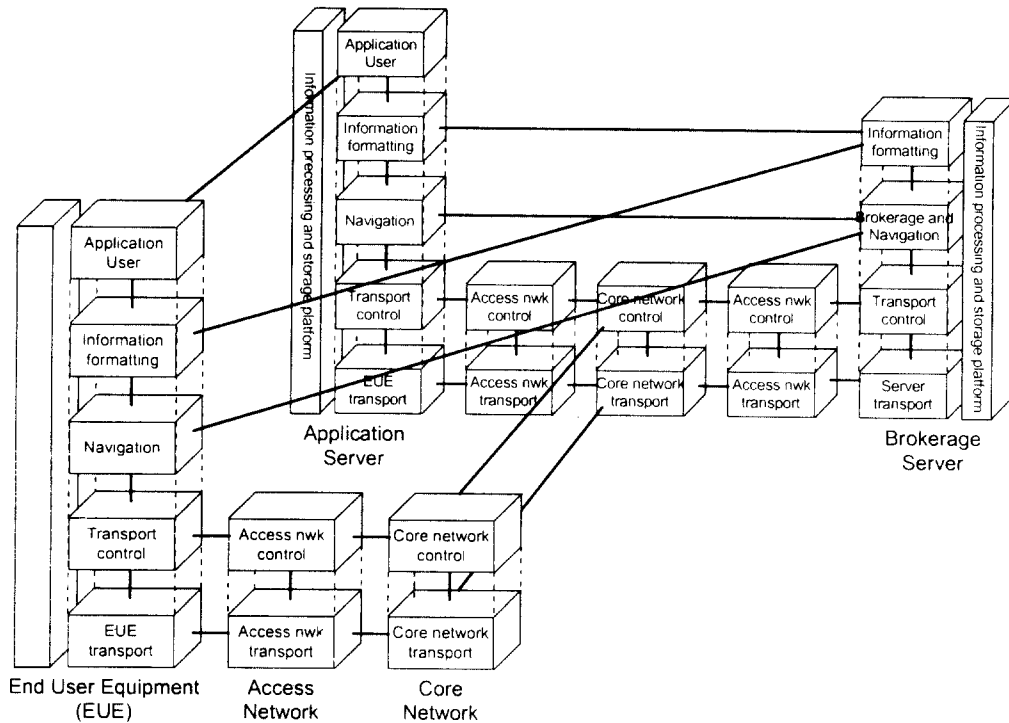 Application
User
Information
formatting
Navigation
Transport
control
EUE
transport
Information precessing and storage platform
Application
Server
Access nwk
control
Access nwk
transport
Core network
control
Core network
transport
Access nwk
control
Access nwk
transport
Information
formatting
Brokerage and
Navigation
Transport
control
Server
transport
Information processing and storage platform
Brokerage
Server
Application
User
Information
formatting
Navigation
Transport
control
EUE
transport
End User Equipment
(EUE)
Access nwk
control
Access nwk
transport
Access
Network
Core network
control
Core network
transport
Core
Network